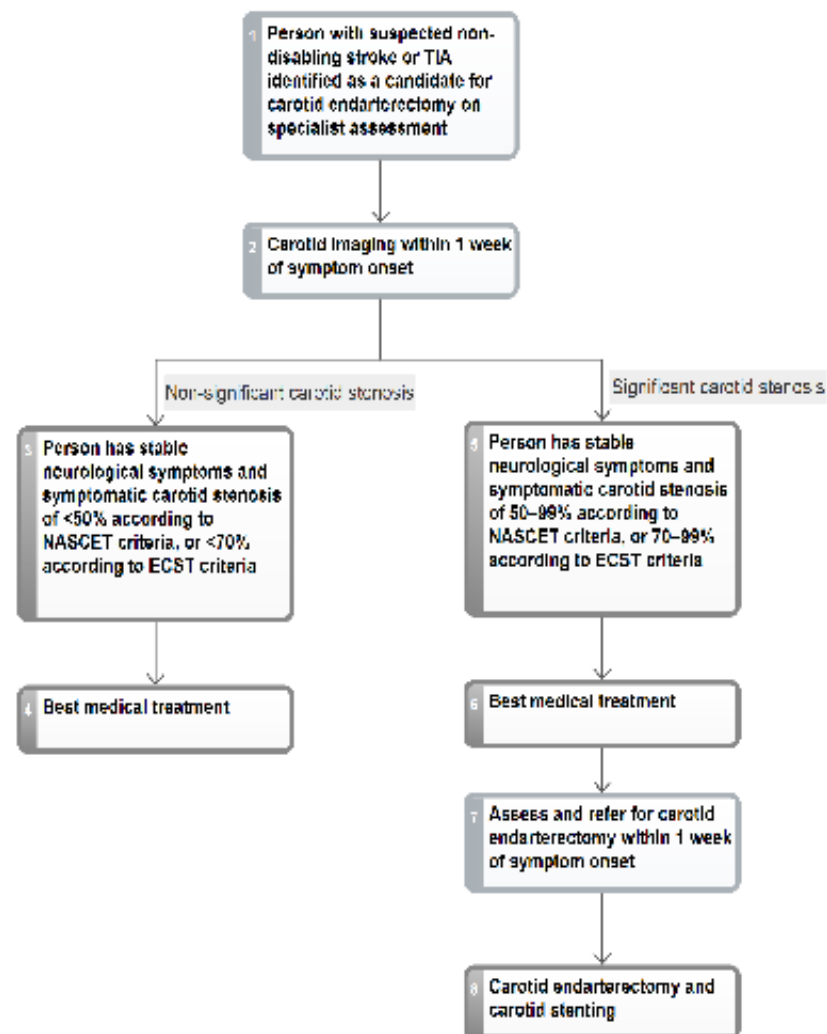 1 Person with suspected non-
disabling stroke or TIA
identified as a candidate for
carotid endarterectomy on
specialist assessment
2 Carotid imaging within 1 week
of symptom onset
Non-significant carotid stenosis
Significant carotid stenosis
3 Person has stable
neurological symptoms and
symptomatic carotid stenosis
of <50% according to
NASCET criteria, or <70%
according to ECST criteria
5 Person has stable
neurological symptoms and
symptomatic carotid stenosis
of 50–99% according to
NASCET criteria, or 70–99%
according to ECST criteria
4 Best medical treatment
6 Best medical treatment
7 Assess and refer for carotid
endarterectomy within 1 week
of symptom onset
8 Carotid endarterectomy and
carotid stenting